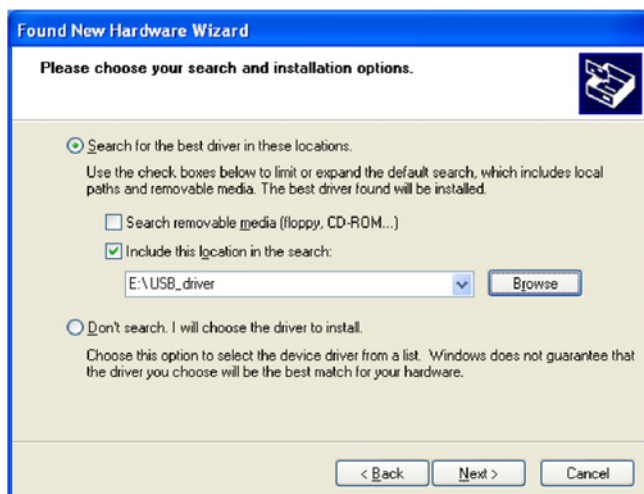 Found New Hardware Wizard
Please choose your search and installation options.
Search for the best driver in these locations.
Use the check boxes below to limit or expand the default search, which includes local
paths and removable media. The best driver found will be installed.
Search removable media (floppy, CD-ROM...)
Include this location in the search:
E:\USB_driver
Browse
Don't search. I will choose the driver to install.
Choose this option to select the device driver from a list. Windows does not guarantee that
the driver you choose will be the best match for your hardware.
< Back
Next >
Cancel